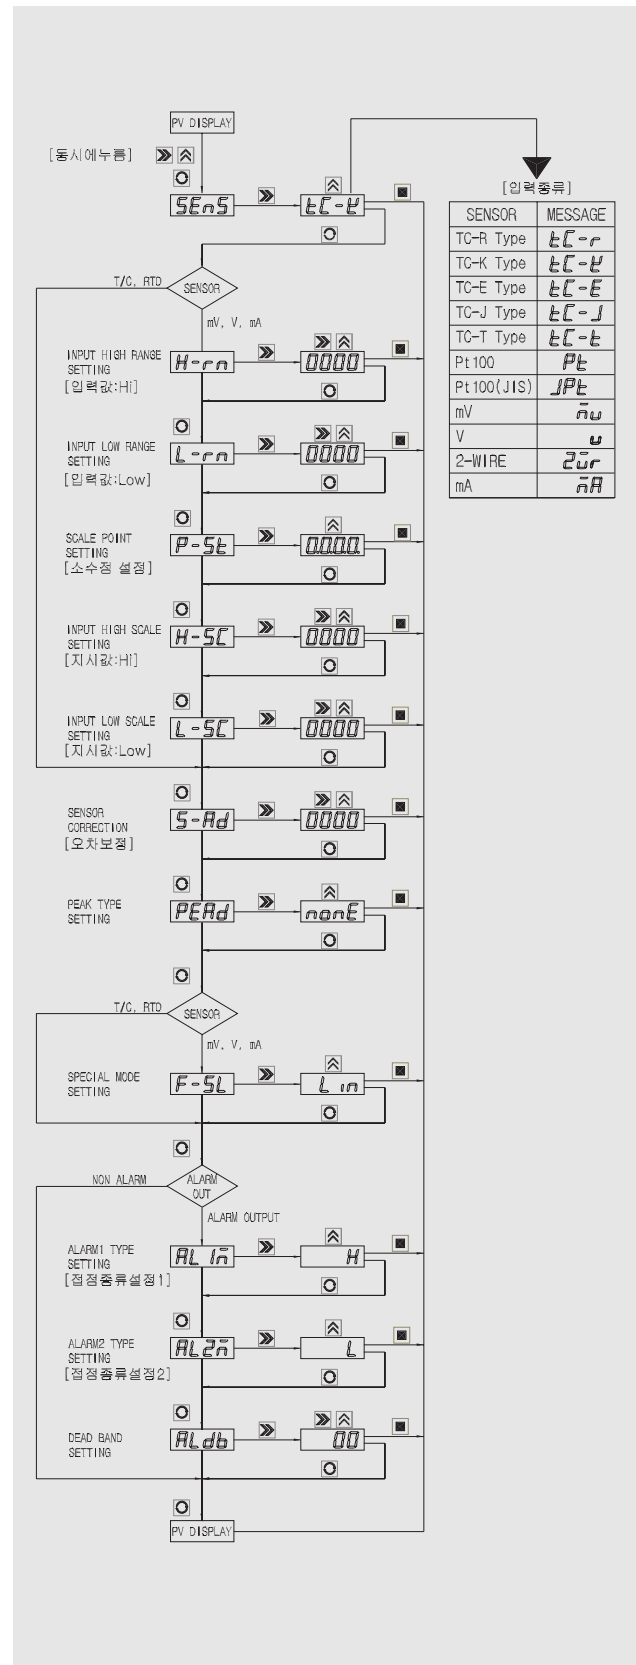 PV DISPLAY
[동시에누름]
SEnS
tC-K
[입력종류]
SENSOR MESSAGE
TC-R Type tC-r
TC-K Type tC-K
TC-E Type tC-E
TC-J Type tC-J
TC-T Type tC-t
Pt100 Pt
Pt100(JIS) JPt
mV
V u
2-WIRE
mA
T/C, RTD
SENSOR
mV, V, mA
INPUT HIGH RANGE
SETTING
[입력값:Hi]
H-rn
0000
INPUT LOW RANGE
SETTING
[입력값:Low]
L-rn
0000
SCALE POINT
SETTING
[소수점 설정]
P-St
0.0.0.0.
INPUT HIGH SCALE
SETTING
[지시값:Hi]
H-SC
0000
INPUT LOW SCALE
SETTING
[지시값:Low]
L-SC
0000
SENSOR
CORRECTION
[오차보정]
S-Ad
0000
PEAK TYPE
SETTING
PEAd
nonE
T/C, RTD
SENSOR
mV, V, mA
SPECIAL MODE
SETTING
F-SL
Lin
NON ALARM
ALARM
OUT
ALARM OUTPUT
ALARM1 TYPE
SETTING
[접점종류설정1]
AL1n̄
H
ALARM2 TYPE
SETTING
[접점종류설정2]
AL2n̄
L
DEAD BAND
SETTING
ALdb
00
PV DISPLAY